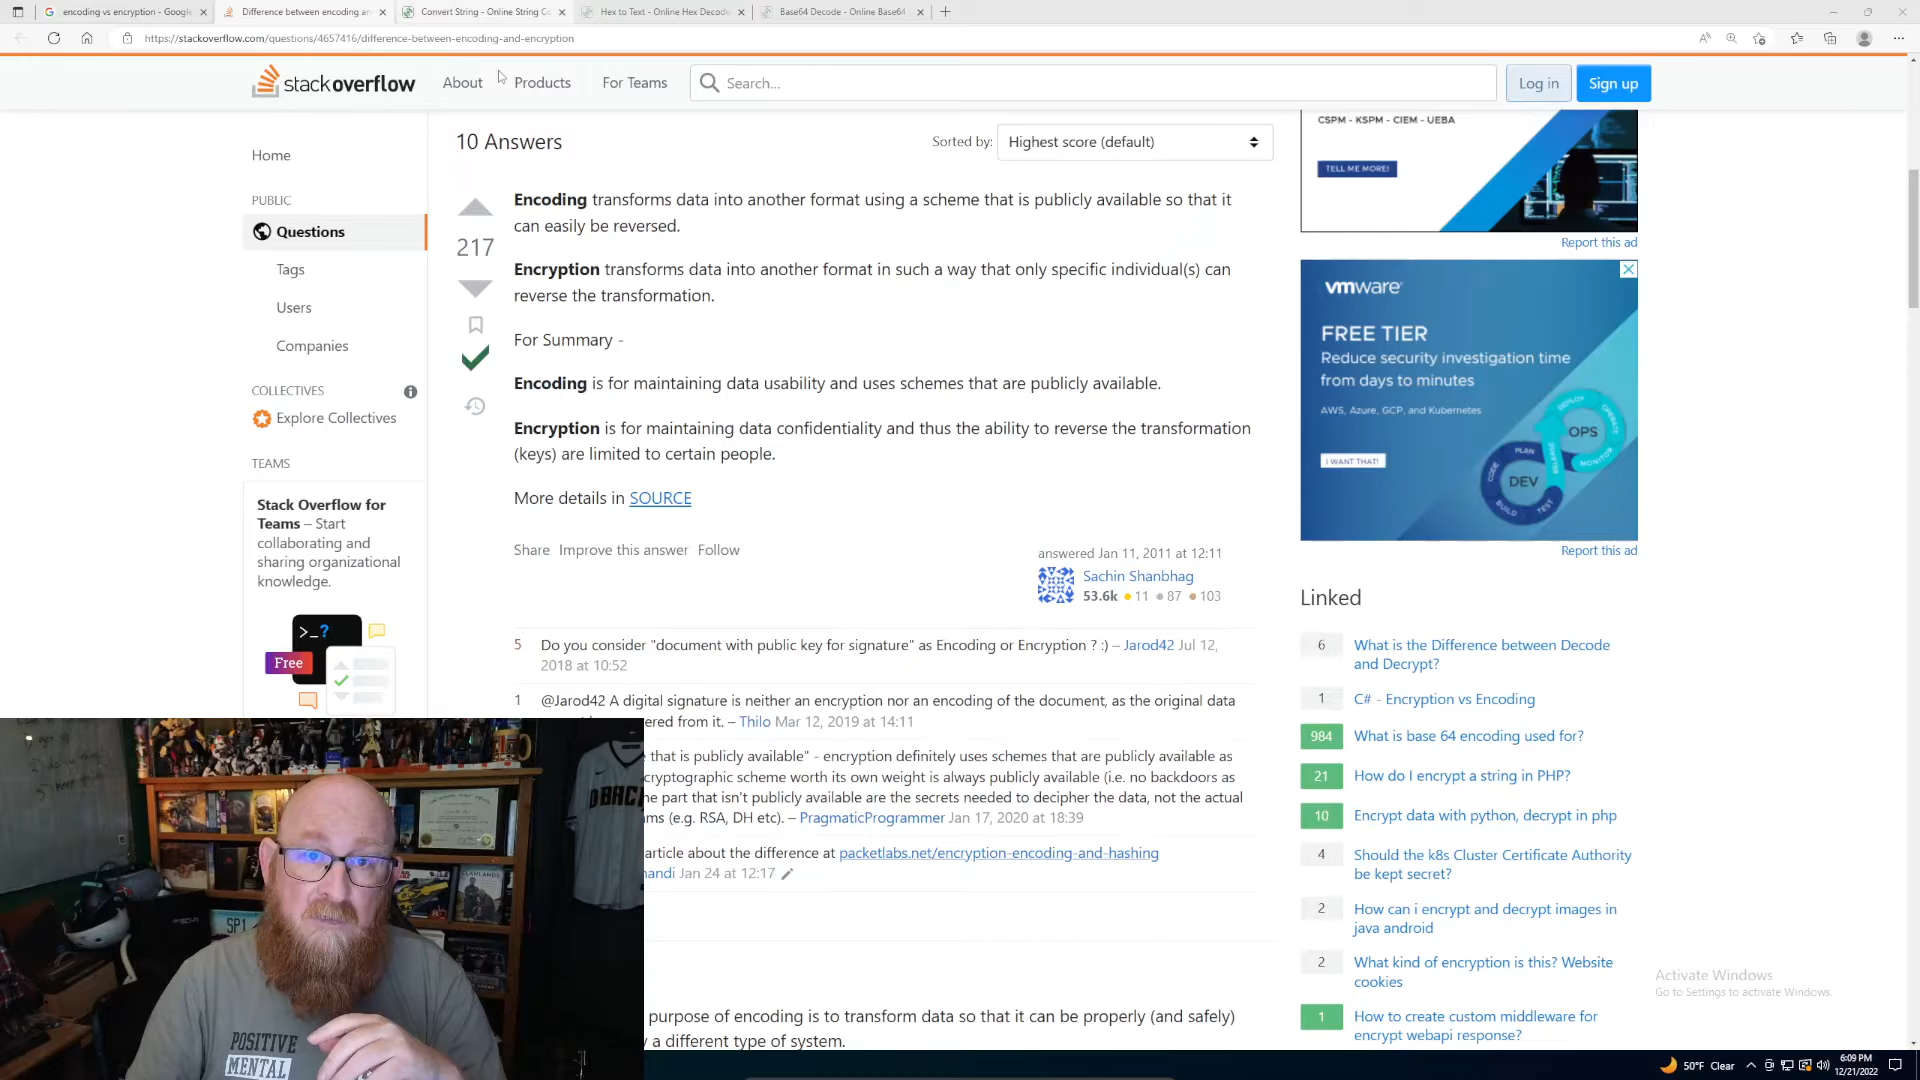 encoding vs encryption - Google
Difference between encoding an
Convert String - Online String Co
Hex to Text - Online Hex Decode
Base64 Decode - Online Base64
https://stackoverflow.com/questions/4657416/difference-between-encoding-and-encryption
stackoverflow
About
Products
For Teams
Search...
Log in
Sign up
Home
PUBLIC
Questions
Tags
Users
Companies
COLLECTIVES
Explore Collectives
TEAMS
Stack Overflow for
Teams – Start
collaborating and
sharing organizational
knowledge.
>_?
Free
10 Answers
Sorted by:
Highest score (default)
217
Encoding transforms data into another format using a scheme that is publicly available so that it
can easily be reversed.
Encryption transforms data into another format in such a way that only specific individual(s) can
reverse the transformation.
For Summary -
Encoding is for maintaining data usability and uses schemes that are publicly available.
Encryption is for maintaining data confidentiality and thus the ability to reverse the transformation
(keys) are limited to certain people.
More details in SOURCE
Share Improve this answer Follow
answered Jan 11, 2011 at 12:11
Sachin Shanbhag
53.6k 11 87 103
5 Do you consider "document with public key for signature" as Encoding or Encryption ? :) – Jarod42 Jul 12,
2018 at 10:52
1 @Jarod42 A digital signature is neither an encryption nor an encoding of the document, as the original data
ered from it. – Thilo Mar 12, 2019 at 14:11
that is publicly available" - encryption definitely uses schemes that are publicly available as
cryptographic scheme worth its own weight is always publicly available (i.e. no backdoors as
he part that isn't publicly available are the secrets needed to decipher the data, not the actual
ms (e.g. RSA, DH etc). – PragmaticProgrammer Jan 17, 2020 at 18:39
article about the difference at packetlabs.net/encryption-encoding-and-hashing
nandi Jan 24 at 12:17
purpose of encoding is to transform data so that it can be properly (and safely)
y a different type of system.
CSPM - KSPM - CIEM - UEBA
TELL ME MORE!
Report this ad
vmware
FREE TIER
Reduce security investigation time
from days to minutes
AWS, Azure, GCP, and Kubernetes
I WANT THAT!
DEPLOY
OPS
RELEASE
MONITOR
PLAN
CODE
DEV
BUILD
TEST
Report this ad
Linked
6 What is the Difference between Decode
and Decrypt?
1 C# - Encryption vs Encoding
984 What is base 64 encoding used for?
21 How do I encrypt a string in PHP?
10 Encrypt data with python, decrypt in php
4 Should the k8s Cluster Certificate Authority
be kept secret?
2 How can i encrypt and decrypt images in
java android
2 What kind of encryption is this? Website
cookies
1 How to create custom middleware for
encrypt webapi response?
Activate Windows
Go to Settings to activate Windows.
SP1
POSITIVE
MENTAL
50°F Clear
6:09 PM
12/21/2022